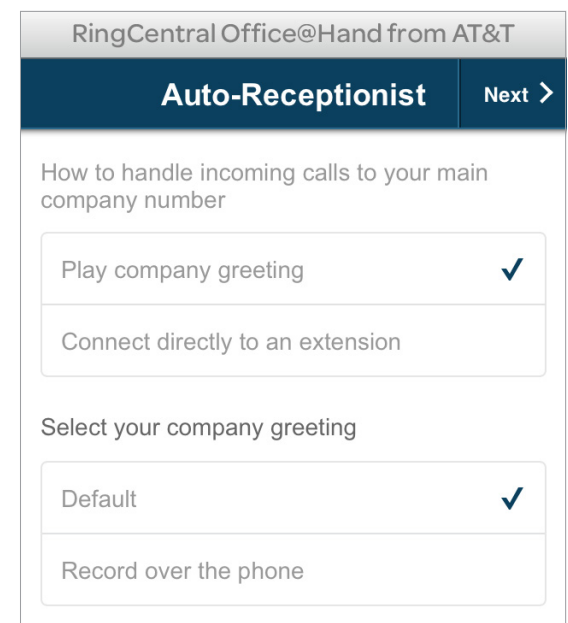 RingCentral Office@Hand from AT&T
Auto-Receptionist
Next
How to handle incoming calls to your main
company number
Play company greeting
Connect directly to an extension
Select your company greeting
Default
Record over the phone